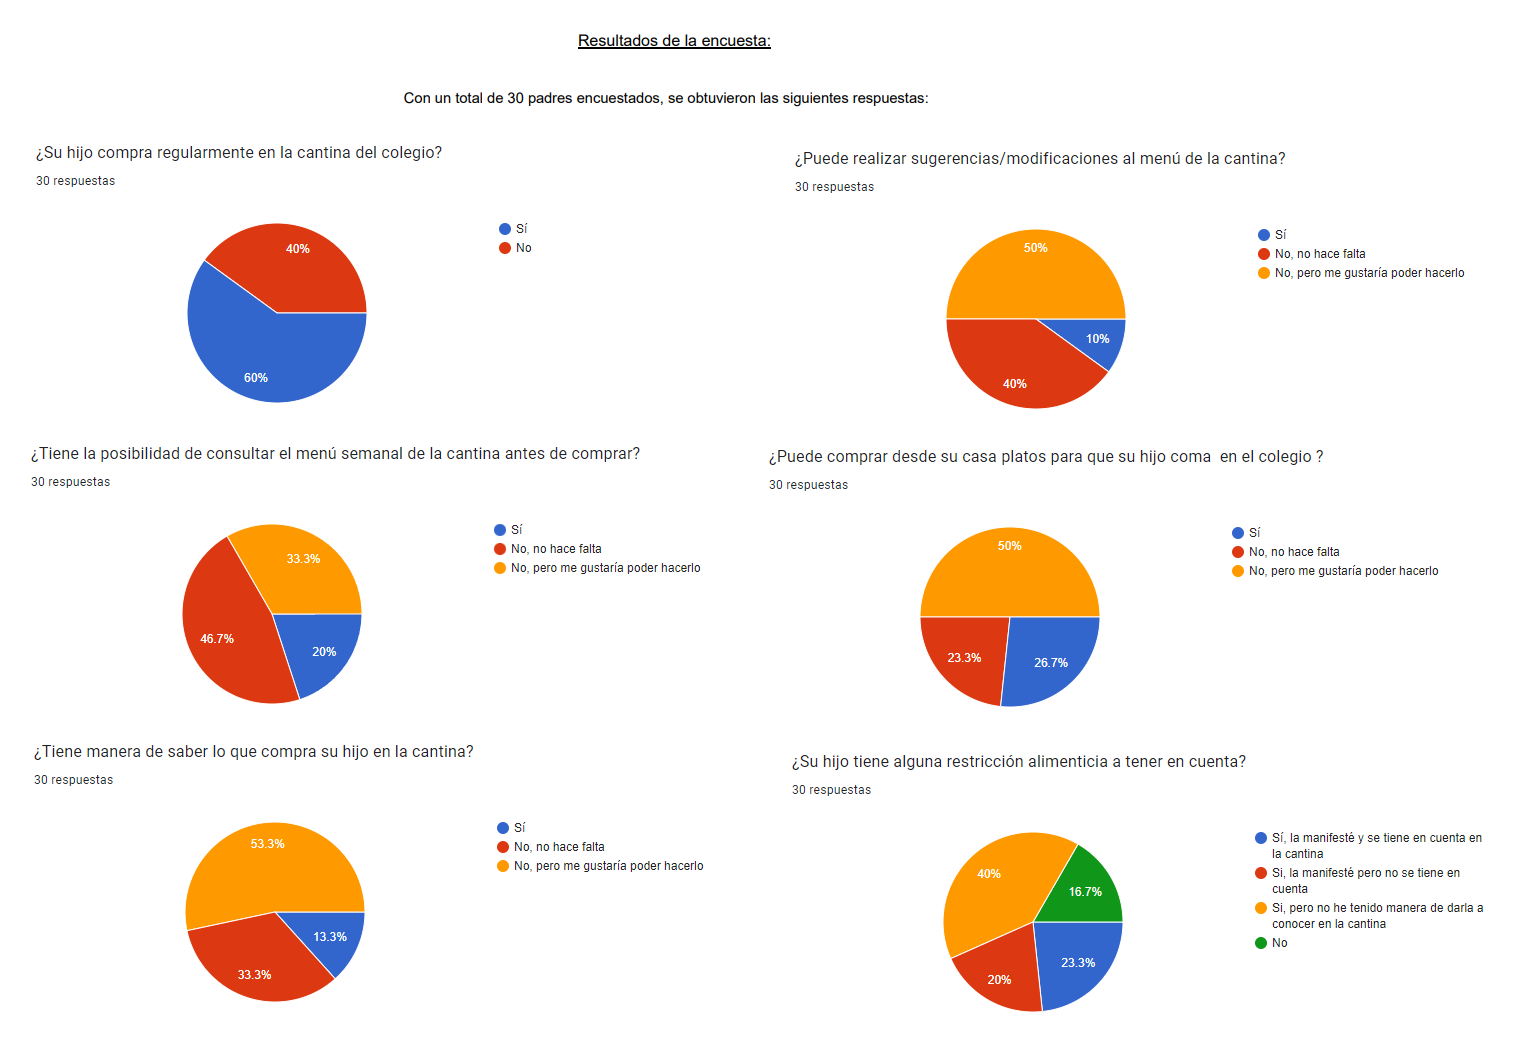 Resultados de la encuesta:
Con un total de 30 padres encuestados, se obtuvieron las siguientes respuestas:
¿Su hijo compra regularmente en la cantina del colegio?
30 respuestas
Sí
No
40%
60%
¿Puede realizar sugerencias/modificaciones al menú de la cantina?
30 respuestas
Sí
No, no hace falta
No, pero me gustaría poder hacerlo
50%
10%
40%
¿Tiene la posibilidad de consultar el menú semanal de la cantina antes de comprar?
30 respuestas
Sí
No, no hace falta
No, pero me gustaría poder hacerlo
33.3%
46.7%
20%
¿Puede comprar desde su casa platos para que su hijo coma  en el colegio ?
30 respuestas
Sí
No, no hace falta
No, pero me gustaría poder hacerlo
50%
23.3%
26.7%
¿Tiene manera de saber lo que compra su hijo en la cantina?
30 respuestas
Sí
No, no hace falta
No, pero me gustaría poder hacerlo
53.3%
13.3%
33.3%
¿Su hijo tiene alguna restricción alimenticia a tener en cuenta?
30 respuestas
Sí, la manifesté y se tiene en cuenta en
la cantina
Si, la manifesté pero no se tiene en
cuenta
Si, pero no he tenido manera de darla a
conocer en la cantina
No
40%
16.7%
23.3%
20%